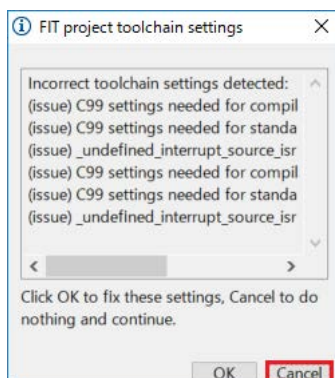 FIT project toolchain settings
Incorrect toolchain settings detected:
(issue) C99 settings needed for compil
(issue) C99 settings needed for standa
(issue) _undefined_interrupt_source_isr
(issue) C99 settings needed for compil
(issue) C99 settings needed for standa
(issue) _undefined_interrupt_source_isr
Click OK to fix these settings, Cancel to do
nothing and continue.
OK Cancel